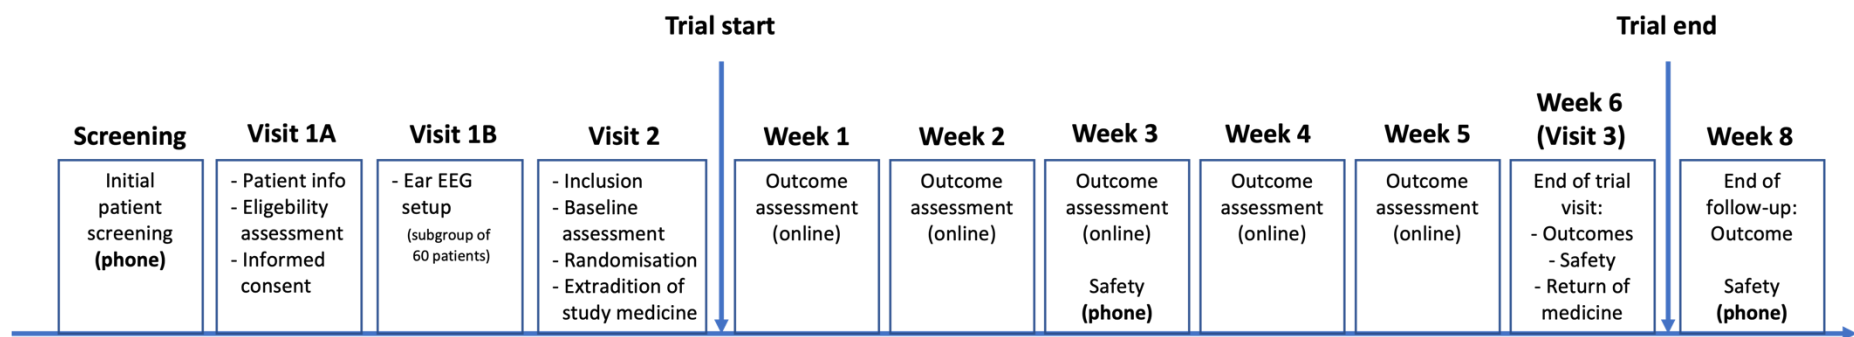 Trial start
Trial end
Screening
Initial
patient
screening
(phone)
Visit 1A
- Patient info
- Eligebility
assessment
- Informed
consent
Visit 1B
- Ear EEG
setup
(subgroup of
60 patients)
Visit 2
- Inclusion
- Baseline
assessment
- Randomisation
- Extradition of
study medicine
Week 1
Outcome
assessment
(online)
Week 2
Outcome
assessment
(online)
Week 3
Outcome
assessment
(online)
Safety
(phone)
Week 4
Outcome
assessment
(online)
Week 5
Outcome
assessment
(online)
Week 6
(Visit 3)
End of trial
visit:
- Outcomes
- Safety
- Return of
medicine
Week 8
End of
follow-up:
Outcome
Safety
(phone)